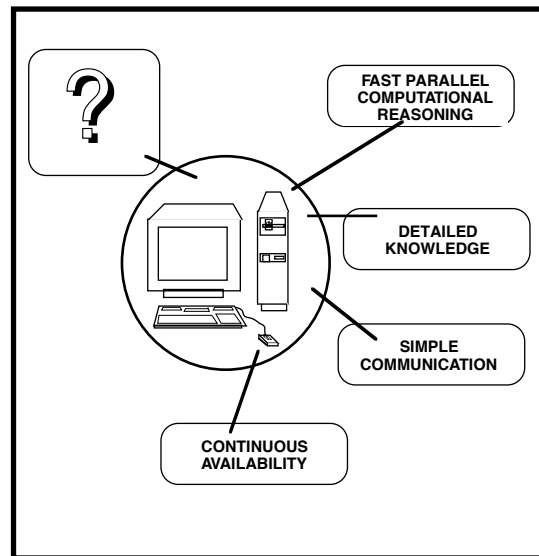 ?
FAST PARALLEL
COMPUTATIONAL
REASONING
DETAILED
KNOWLEDGE
SIMPLE
COMMUNICATION
CONTINUOUS
AVAILABILITY